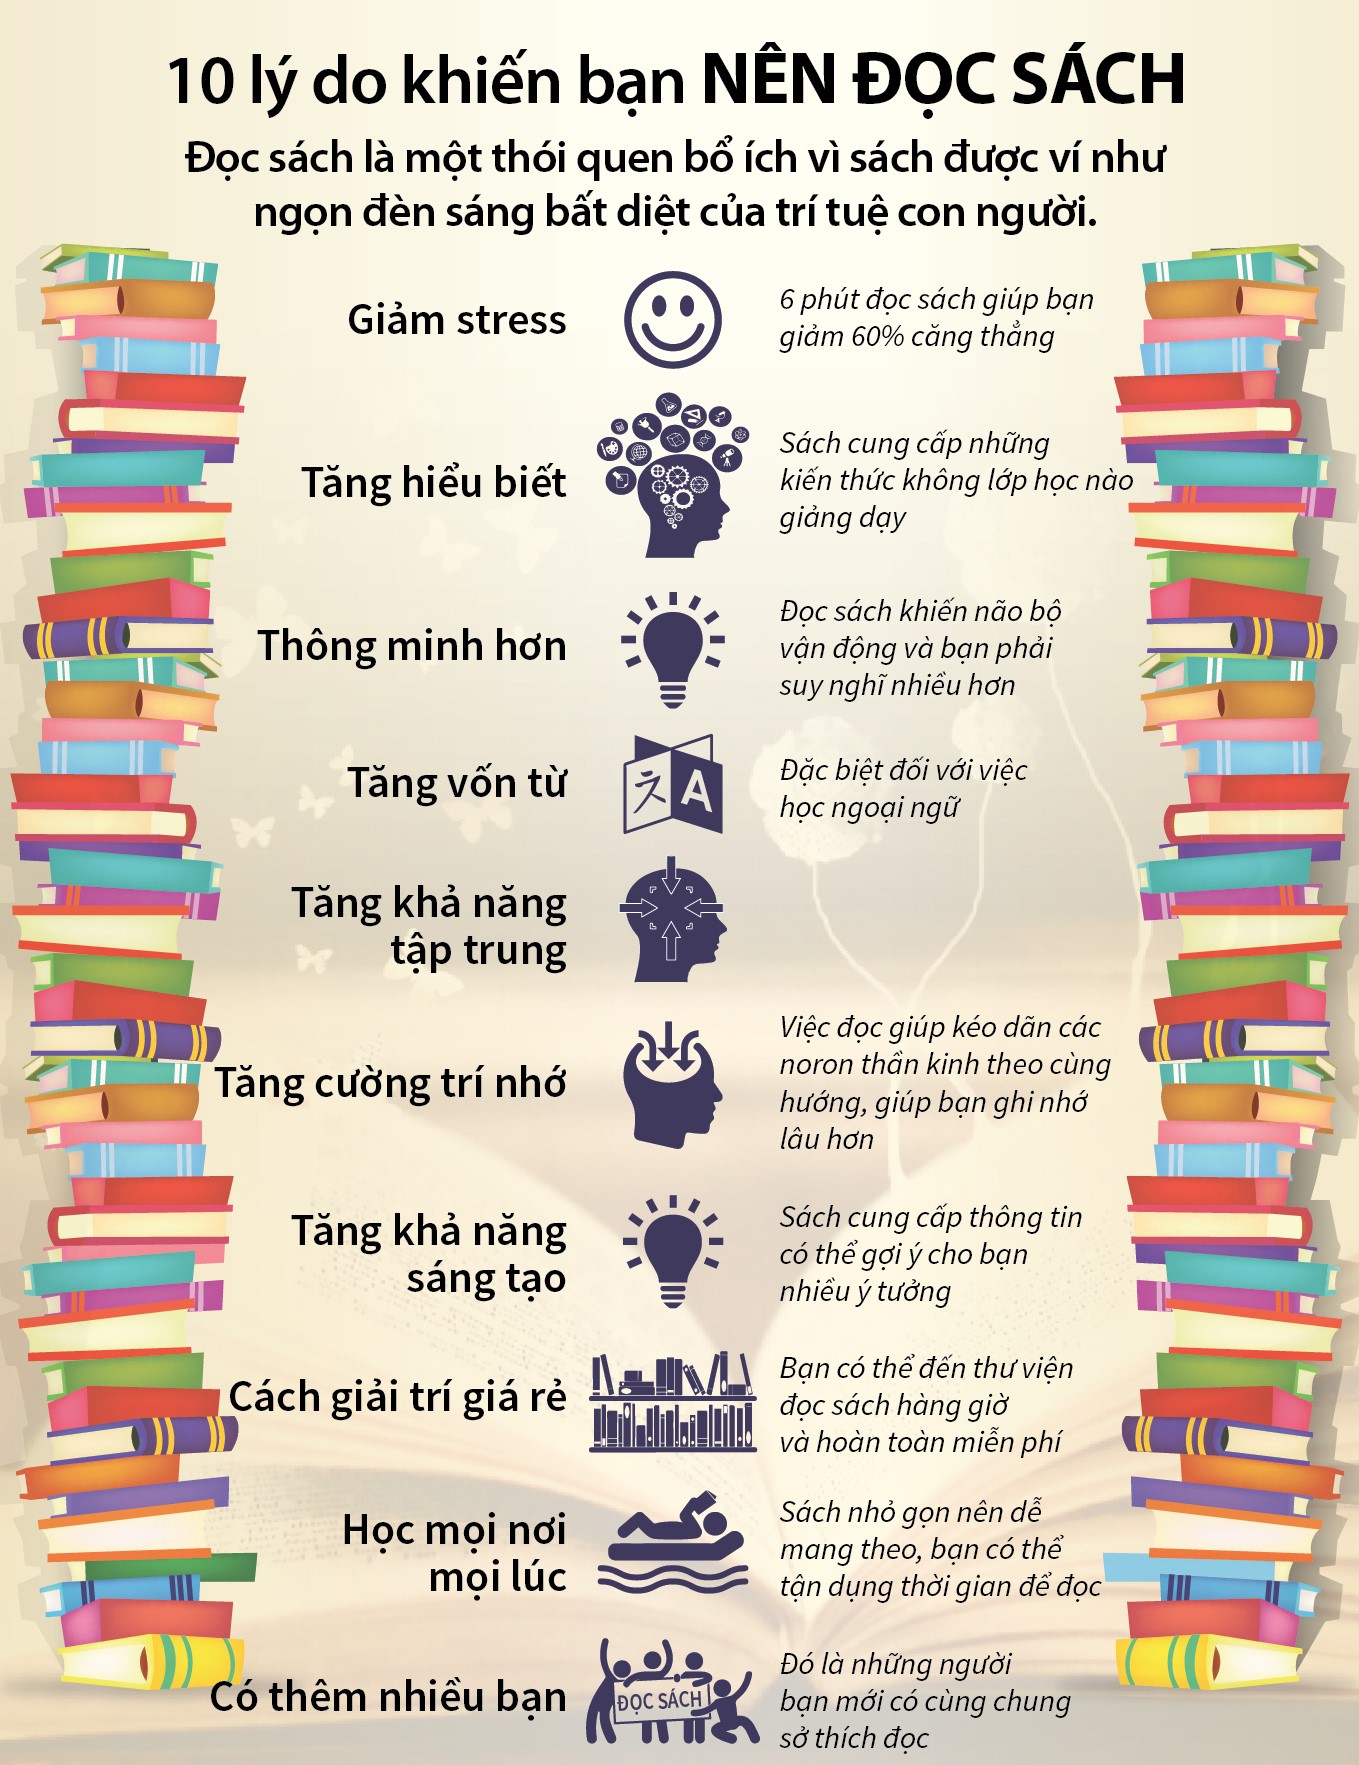 10 lý do khiến bạn NÊN ĐỌC SÁCH
Đọc sách là một thói quen bổ ích vì sách được ví như
ngọn đèn sáng bất diệt của trí tuệ con người.
Giảm stress
6 phút đọc sách giúp bạn
giảm 60% căng thẳng
Tăng hiểu biết
Sách cung cấp những
kiến thức không lớp học nào
giảng dạy
Thông minh hơn
Đọc sách khiến não bộ
vận động và bạn phải
suy nghĩ nhiều hơn
Tăng vốn từ
A
Đặc biệt đối với việc
học ngoại ngữ
Tăng khả năng
tập trung
Tăng cường trí nhớ
Việc đọc giúp kéo dãn các
noron thần kinh theo cùng
hướng, giúp bạn ghi nhớ
lâu hơn
Tăng khả năng
sáng tạo
Sách cung cấp thông tin
có thể gợi ý cho bạn
nhiều ý tưởng
Cách giải trí giá rẻ
Bạn có thể đến thư viện
đọc sách hàng giờ
và hoàn toàn miễn phí
Học mọi nơi
mọi lúc
Sách nhỏ gọn nên dễ
mang theo, bạn có thể
tận dụng thời gian để đọc
Có thêm nhiều bạn
ĐỌC SÁCH
Đó là những người
bạn mới có cùng chung
sở thích đọc